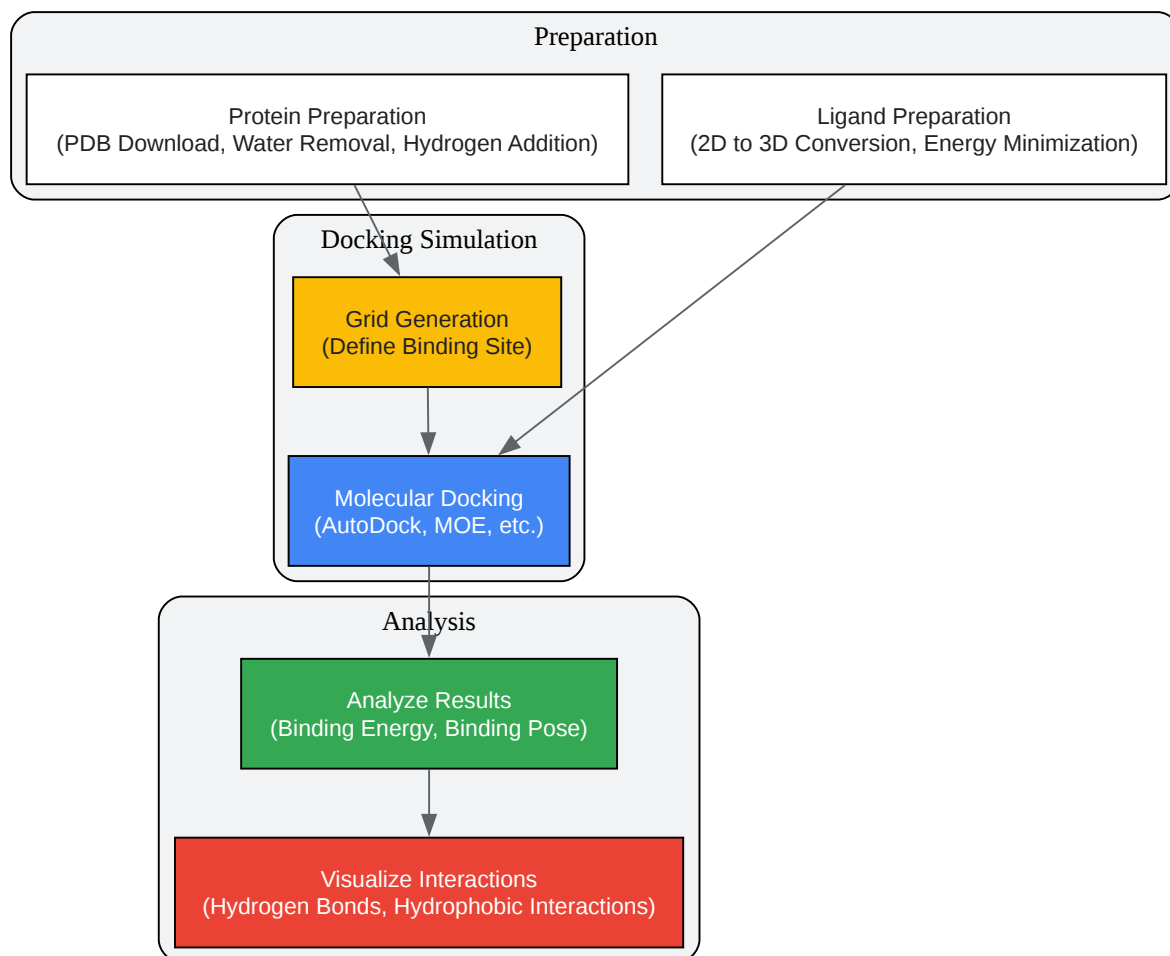 Preparation
Protein Preparation
(PDB Download, Water Removal, Hydrogen Addition)
Ligand Preparation
(2D to 3D Conversion, Energy Minimization)
Docking Simulation
Grid Generation
(Define Binding Site)
Molecular Docking
(AutoDock, MOE, etc.)
Analysis
Analyze Results
(Binding Energy, Binding Pose)
Visualize Interactions
(Hydrogen Bonds, Hydrophobic Interactions)